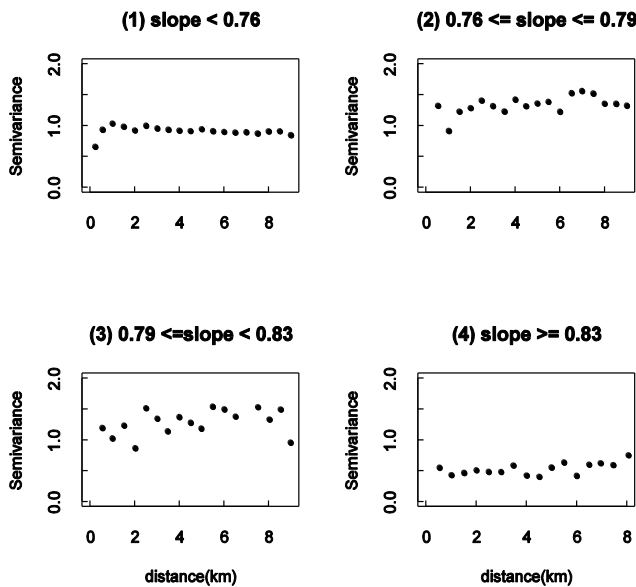 (1) slope < 0.76
Semivariance
2.0
1.0
0.0
0 2 4 6 8
(2) 0.76 <= slope <= 0.79
Semivariance
2.0
1.0
0.0
0 2 4 6 8
(3) 0.79 <=slope < 0.83
Semivariance
2.0
1.0
0.0
0 2 4 6 8
distance(km)
(4) slope >= 0.83
Semivariance
2.0
1.0
0.0
0 2 4 6 8
distance(km)